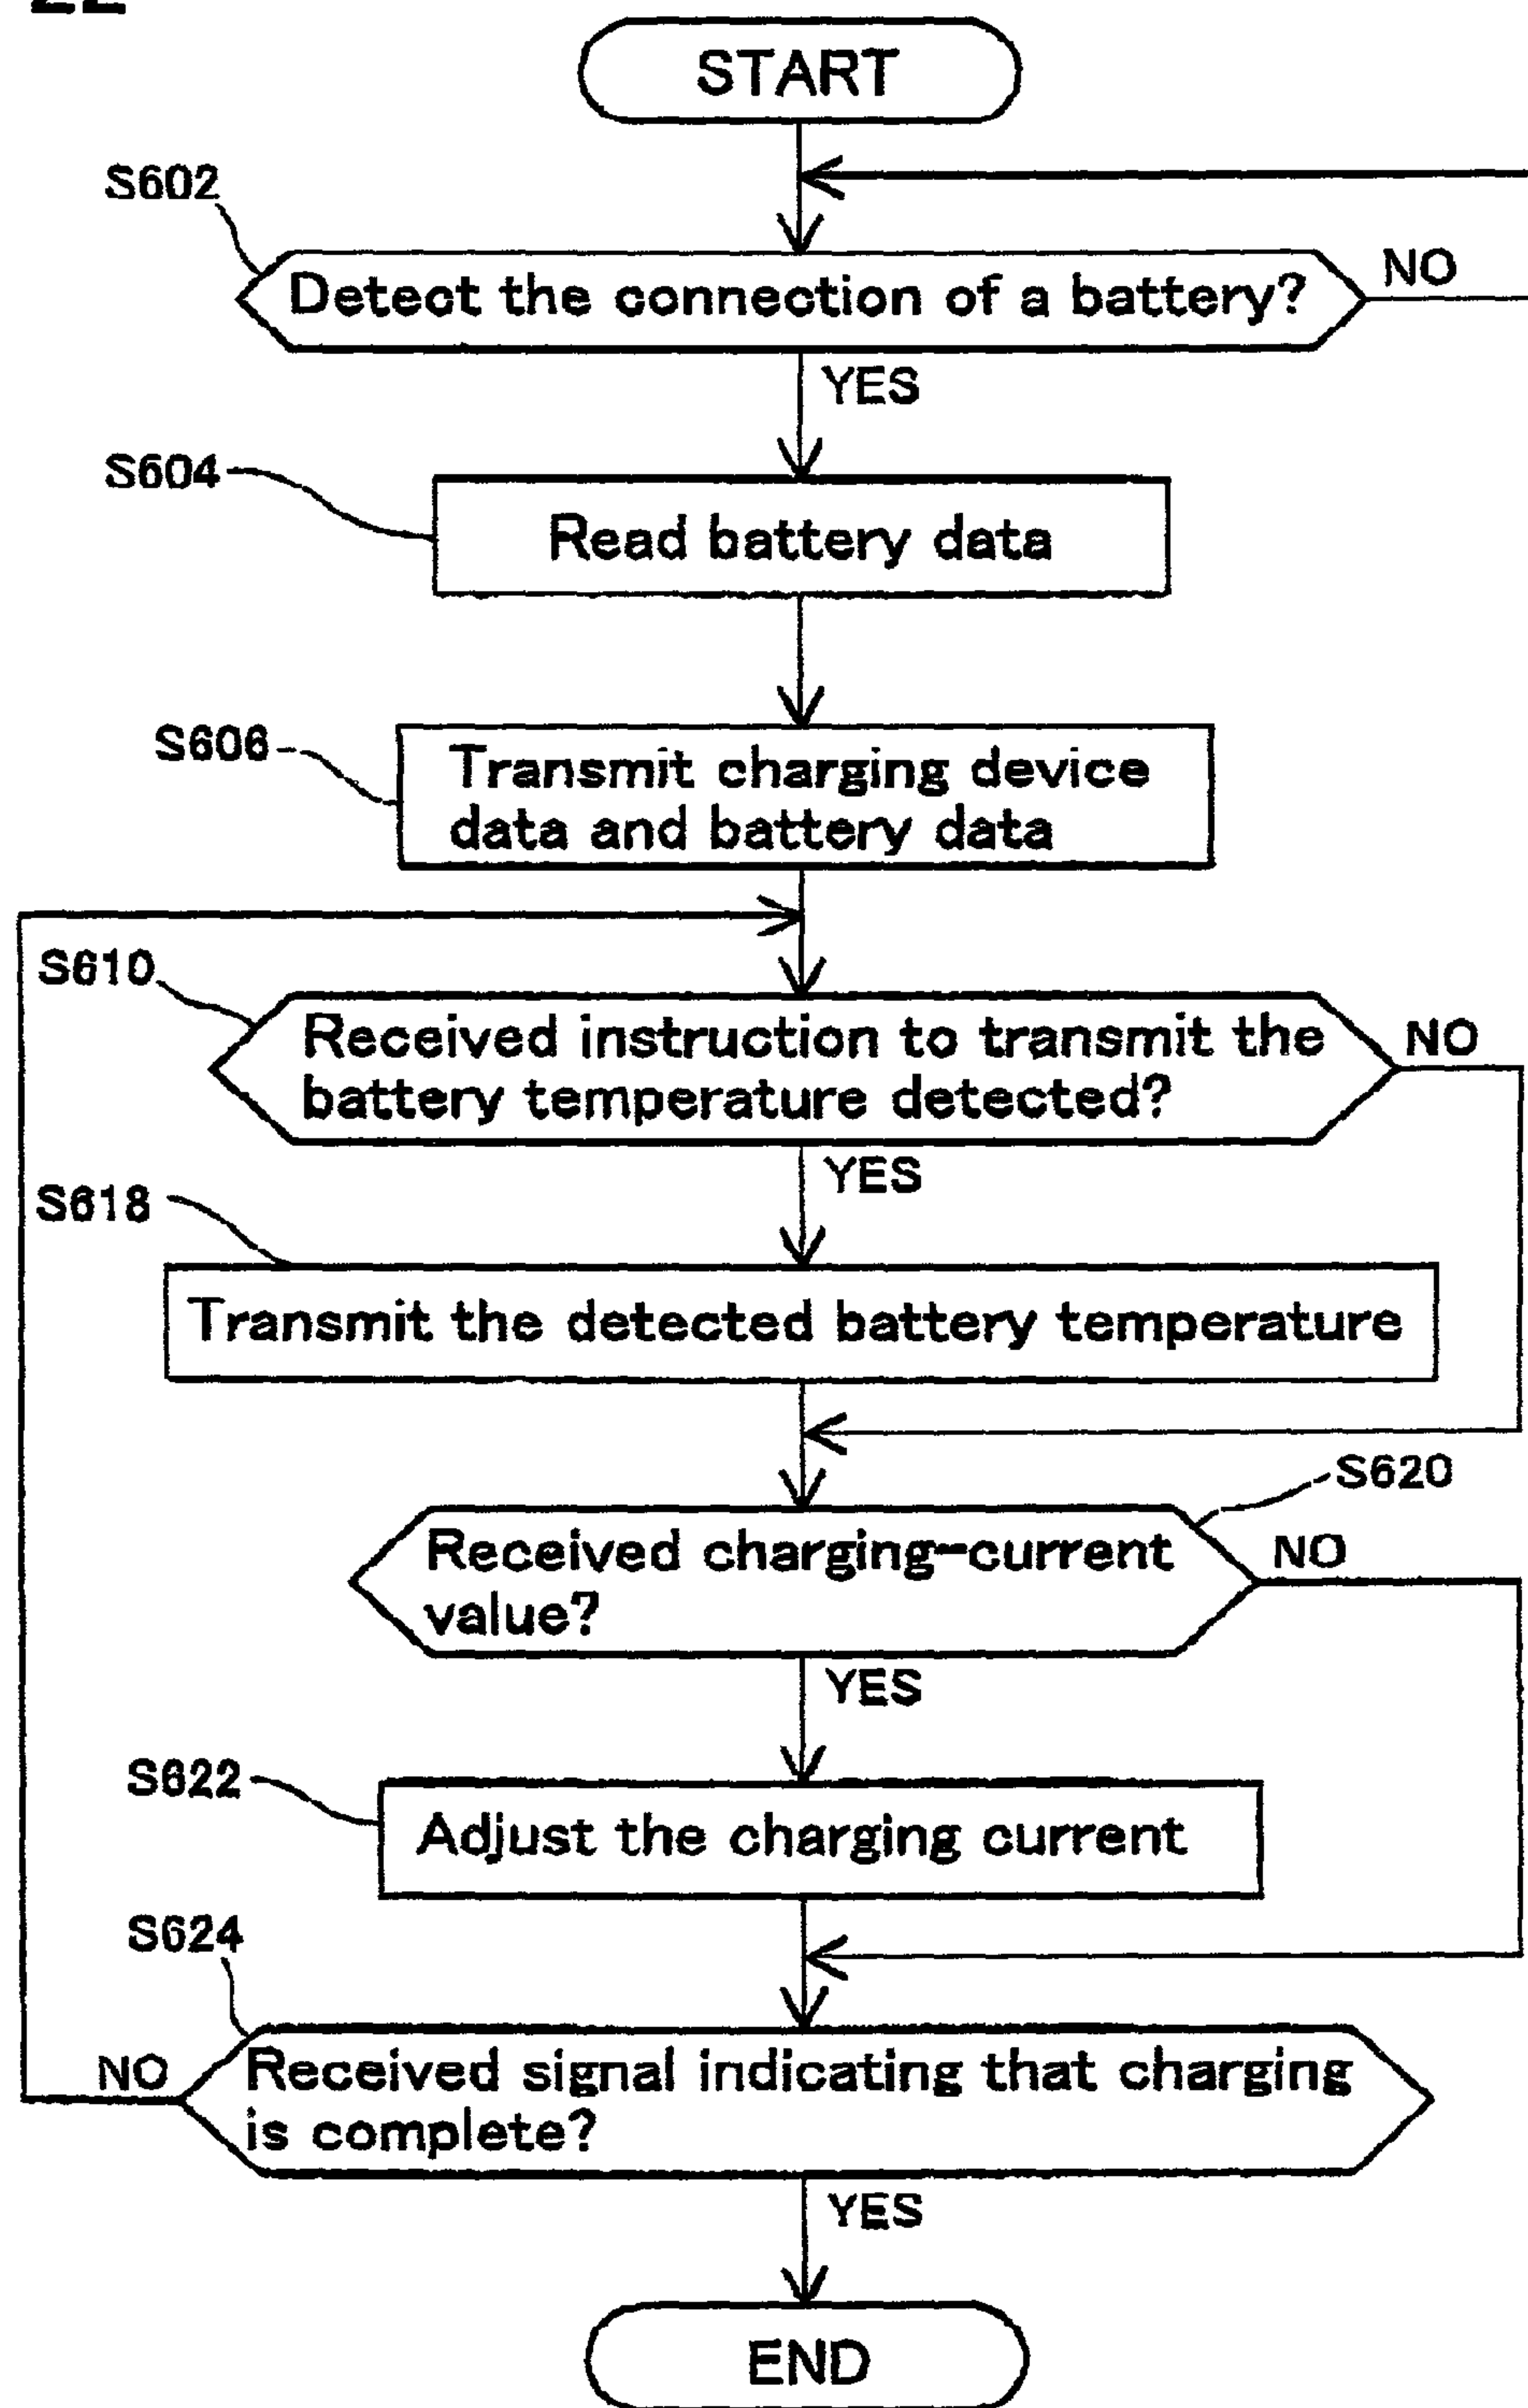 START
S602
Detect the connection of a battery?
NO
YES
S604
Read battery data
S606
Transmit charging device
data and battery data
S610
Received instruction to transmit the
battery temperature detected?
NO
YES
S618
Transmit the detected battery temperature
S620
Received charging-current
value?
NO
YES
S622
Adjust the charging current
S624
NO
Received signal indicating that charging
is complete?
YES
END